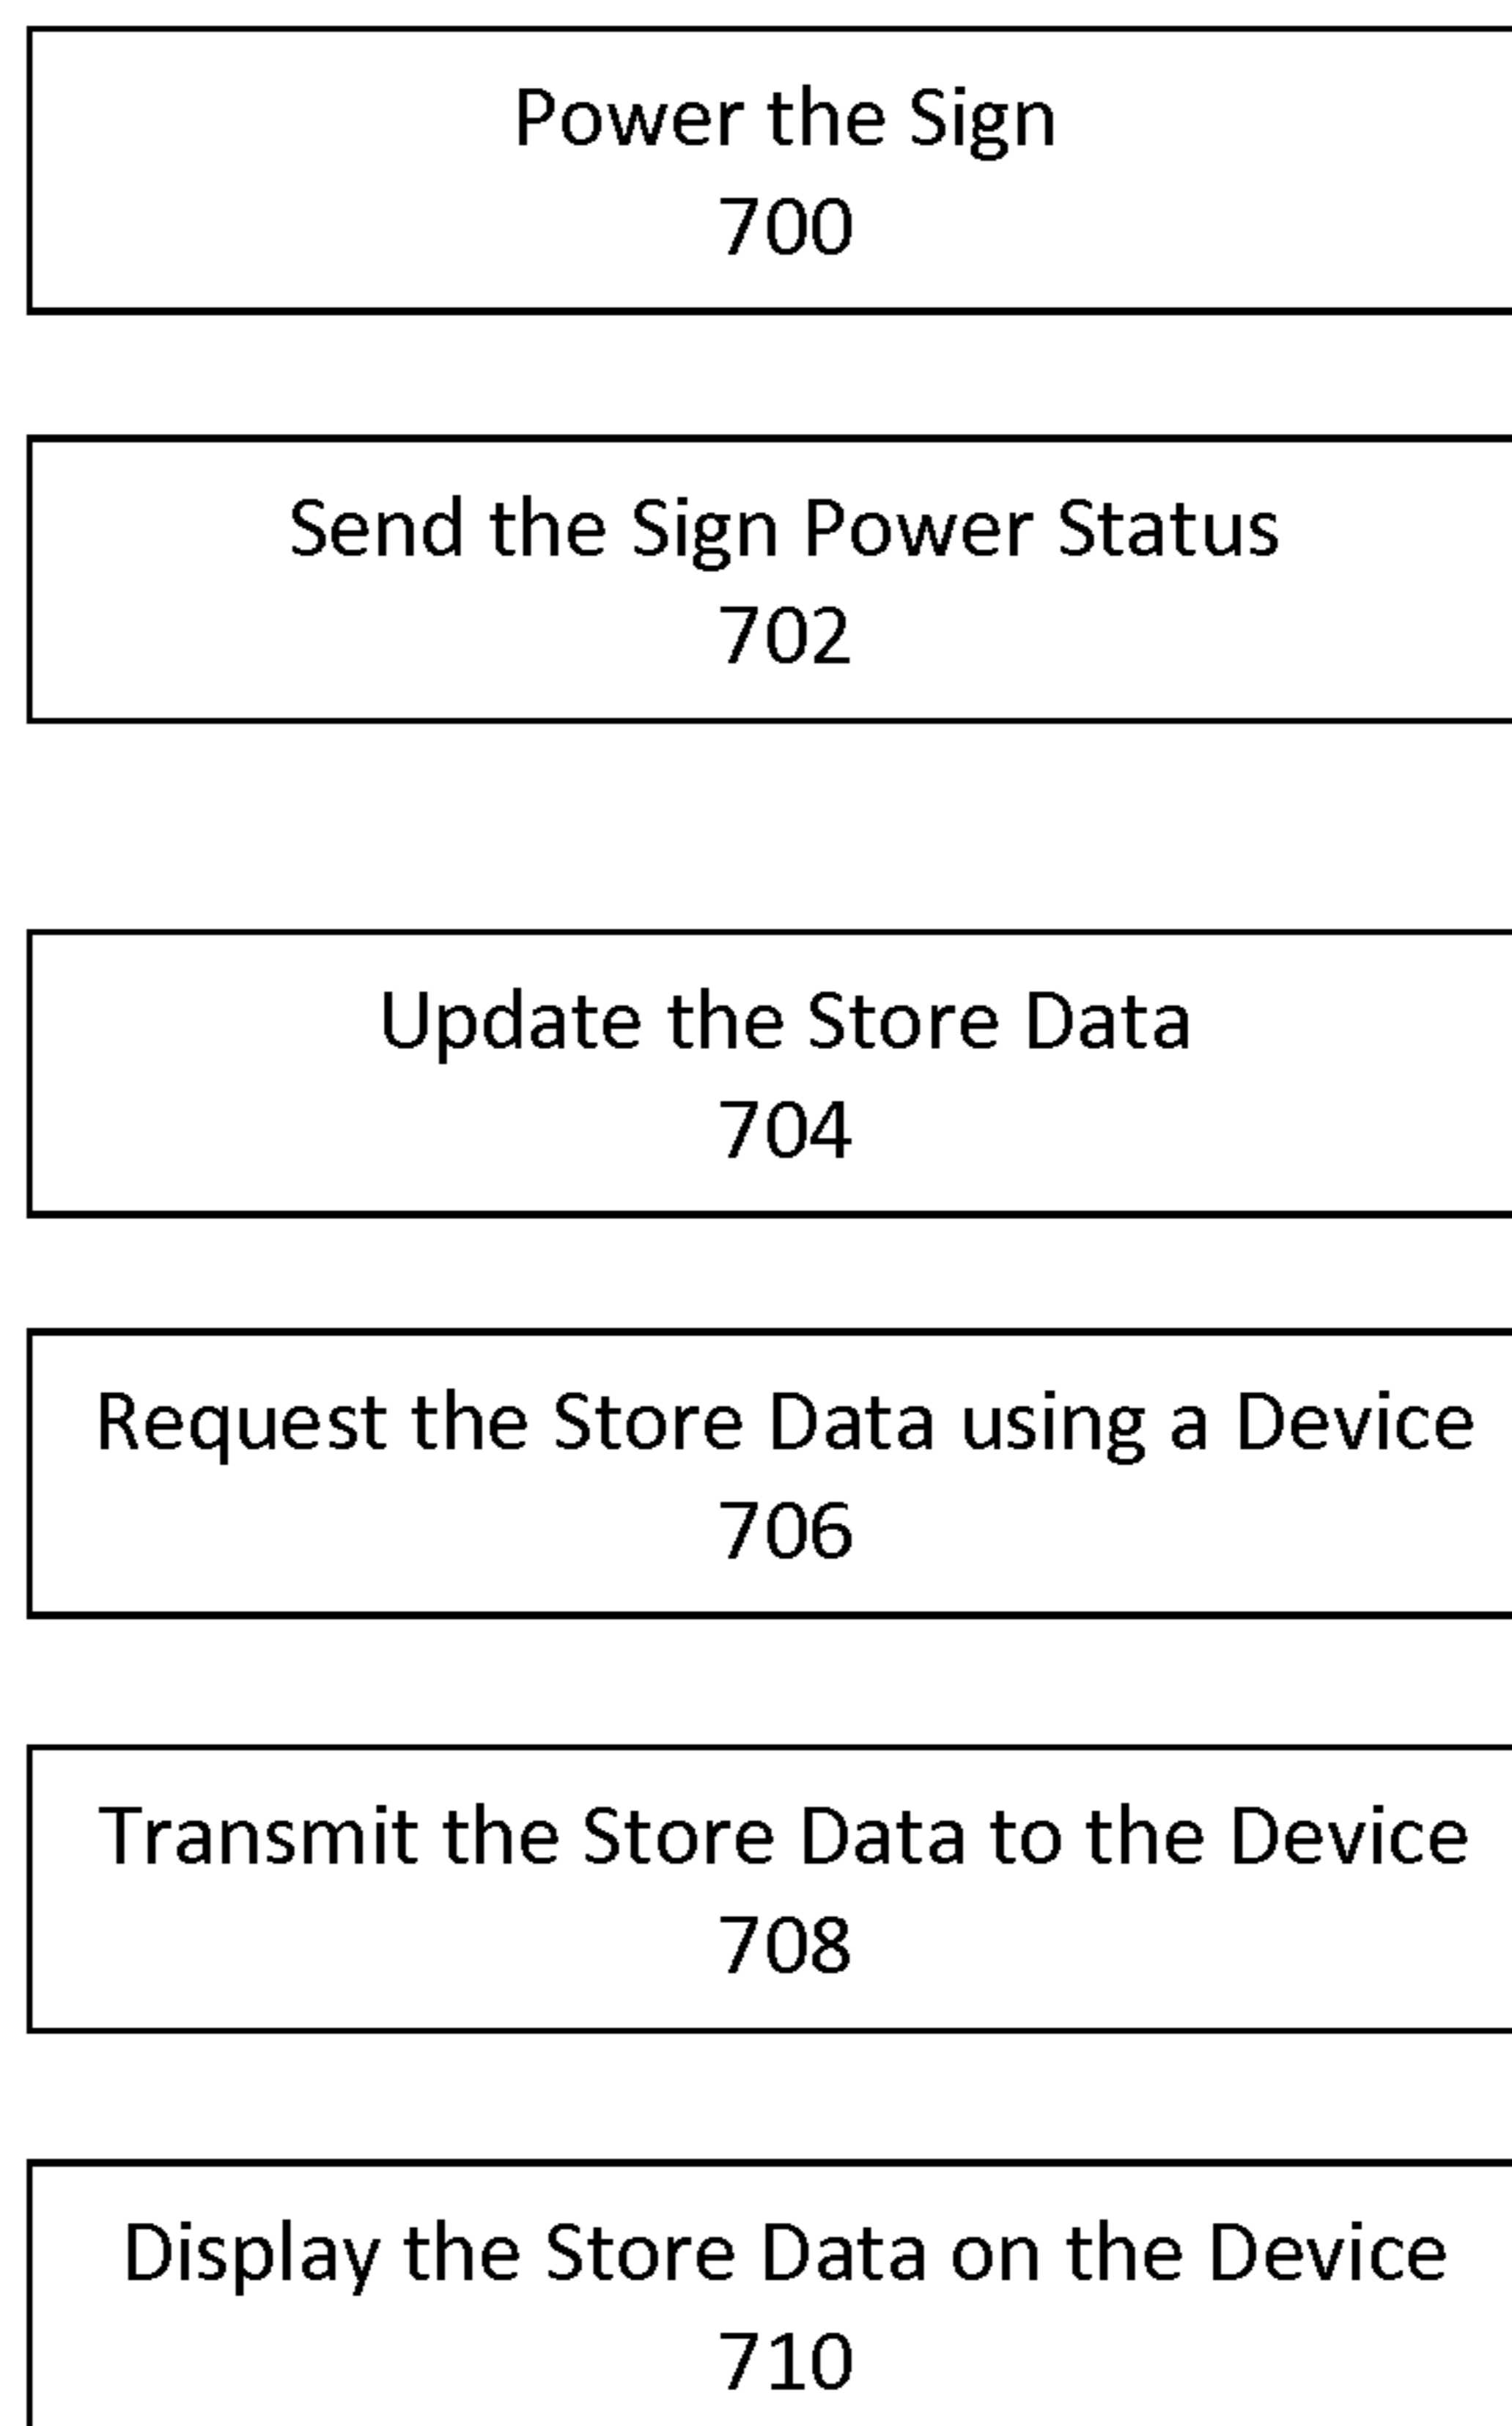 Power the Sign
700
Send the Sign Power Status
702
Update the Store Data
704
Request the Store Data using a Device
706
Transmit the Store Data to the Device
708
Display the Store Data on the Device
710